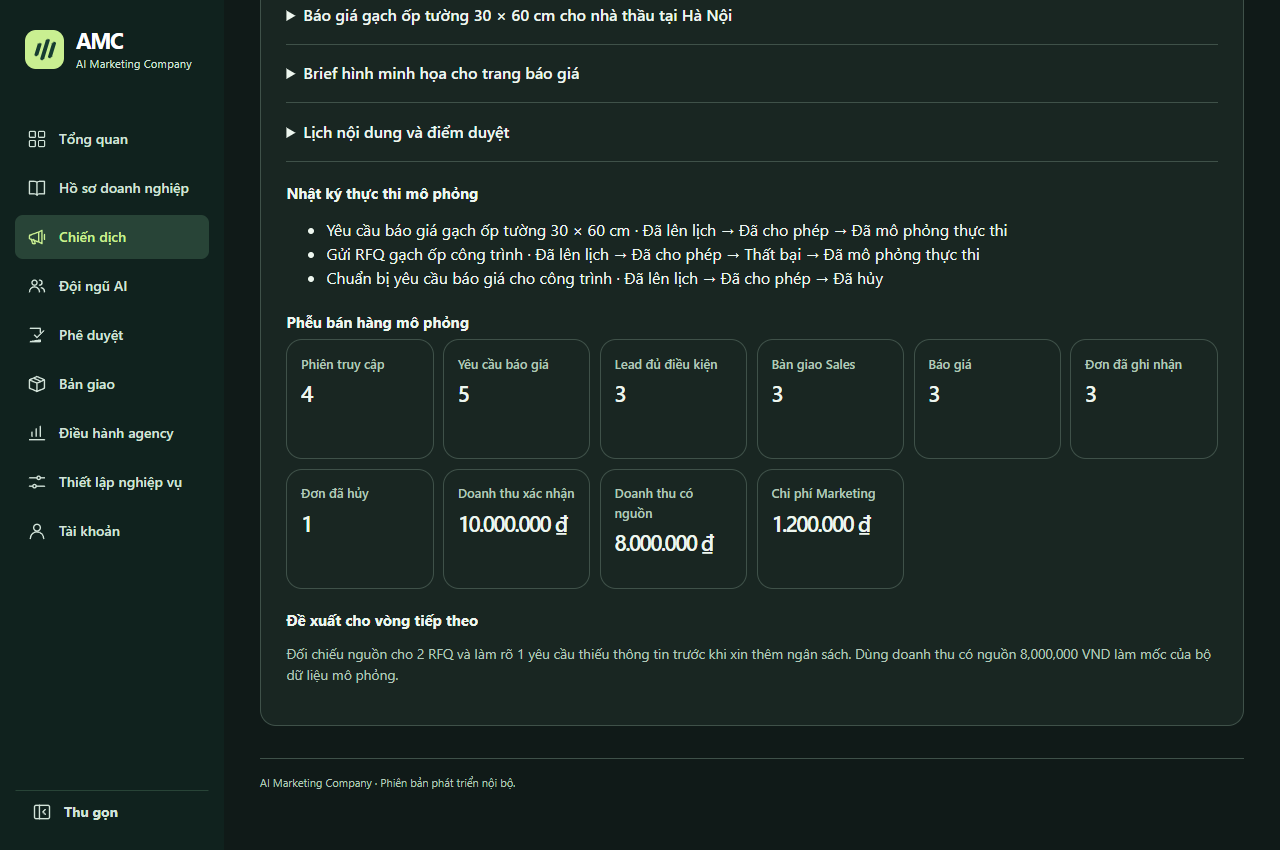 AMC
AI Marketing Company
Tổng quan
Hồ sơ doanh nghiệp
Chiến dịch
Đội ngũ AI
Phê duyệt
Bản giao
Điều hành agency
Thiết lập nghiệp vụ
Tài khoản
Thu gọn
Báo giá gạch ốp tường 30 × 60 cm cho nhà thầu tại Hà Nội
Brief hình minh họa cho trang báo giá
Lịch nội dung và điểm duyệt
Nhật ký thực thi mô phỏng
Yêu cầu báo giá gạch ốp tường 30 × 60 cm · Đã lên lịch → Đã cho phép → Đã mô phỏng thực thi
Gửi RFQ gạch ốp công trình · Đã lên lịch → Đã cho phép → Thất bại → Đã mô phỏng thực thi
Chuẩn bị yêu cầu báo giá cho công trình · Đã lên lịch → Đã cho phép → Đã hủy
Phễu bán hàng mô phỏng
Phiên truy cập
4
Yêu cầu báo giá
5
Lead đủ điều kiện
3
Bàn giao Sales
3
Báo giá
3
Đơn đã ghi nhận
3
Đơn đã hủy
1
Doanh thu xác nhận
10.000.000 ₫
Doanh thu có
nguồn
8.000.000 ₫
Chi phí Marketing
1.200.000 ₫
Đề xuất cho vòng tiếp theo
Đối chiếu nguồn cho 2 RFQ và làm rõ 1 yêu cầu thiếu thông tin trước khi xin thêm ngân sách. Dùng doanh thu có nguồn 8,000,000 VND làm mốc của bộ
dữ liệu mô phỏng.
AI Marketing Company · Phiên bản phát triển nội bộ.